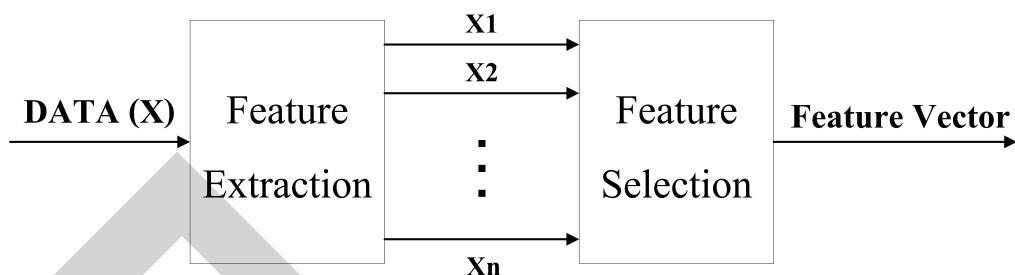 DATA (X)
Feature
Extraction
X1
X2
Xn
Feature
Selection
Feature Vector